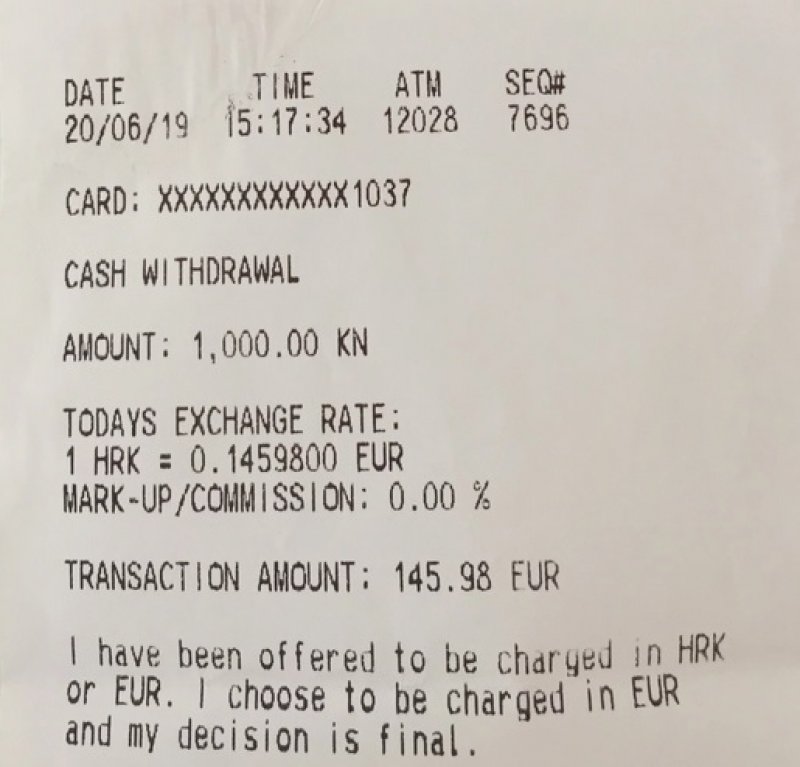 DATE TIME ATM SEQ#
20/06/19 15:17:34 12028 7696
CARD: XXXXXXXXXXXX1037
CASH WITHDRAWAL
AMOUNT: 1,000.00 KN
TODAYS EXCHANGE RATE:
1 HRK = 0.1459800 EUR
MARK-UP/COMMISSION: 0.00 %
TRANSACTION AMOUNT: 145.98 EUR
I have been offered to be charged in HRK
or EUR. I choose to be charged in EUR
and my decision is final.